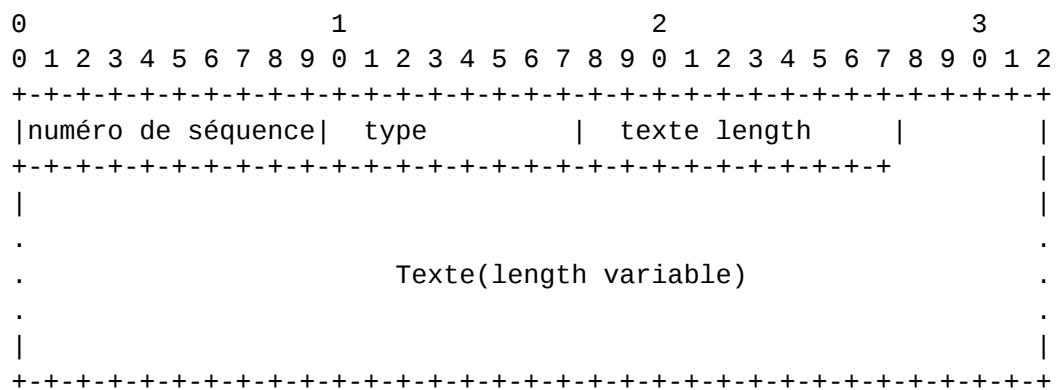 0                   1                   2                   3
0 1 2 3 4 5 6 7 8 9 0 1 2 3 4 5 6 7 8 9 0 1 2 3 4 5 6 7 8 9 0 1 2
+-+-+-+-+-+-+-+-+-+-+-+-+-+-+-+-+-+-+-+-+-+-+-+-+-+-+-+-+-+-+-+-+
|numéro de séquence|  type         |  texte length     |        |
+-+-+-+-+-+-+-+-+-+-+-+-+-+-+-+-+-+-+-+-+-+-+-+-+-+-+-+         |
|                                                               |
.                                                               .
.                       Texte(length variable)                  .
.                                                               .
|                                                               |
+-+-+-+-+-+-+-+-+-+-+-+-+-+-+-+-+-+-+-+-+-+-+-+-+-+-+-+-+-+-+-+-+